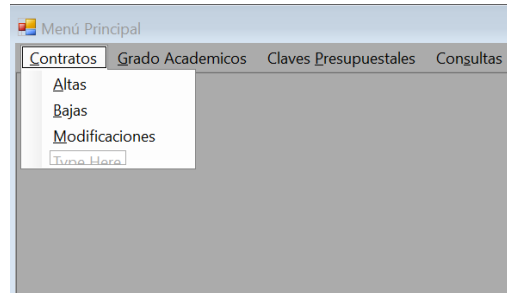 Menú Principal
Contratos Grado Academicos Claves Presupuestales Consultas
Altas
Bajas
Modificaciones
Type Here